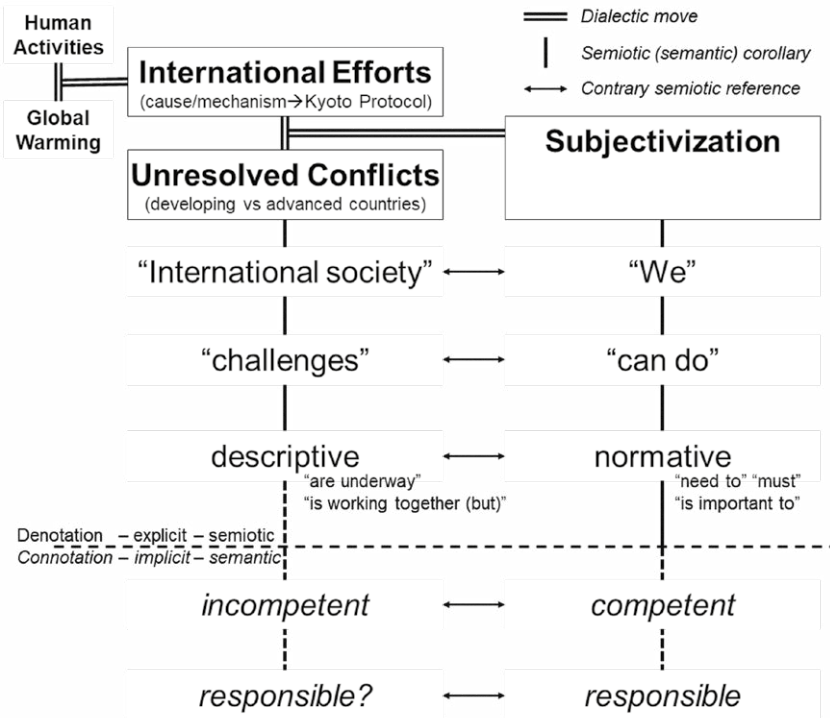 Human
Activities
Global
Warming
International Efforts
(cause/mechanism→Kyoto Protocol)
Dialectic move
Semiotic (semantic) corollary
Contrary semiotic reference
Unresolved Conflicts
(developing vs advanced countries)
Subjectivization
“International society”
“We”
“challenges”
“can do”
descriptive
“are underway”
“is working together (but)”
normative
“need to” “must”
“is important to”
Denotation – explicit – semiotic
Connotation – implicit – semantic
incompetent
competent
responsible?
responsible